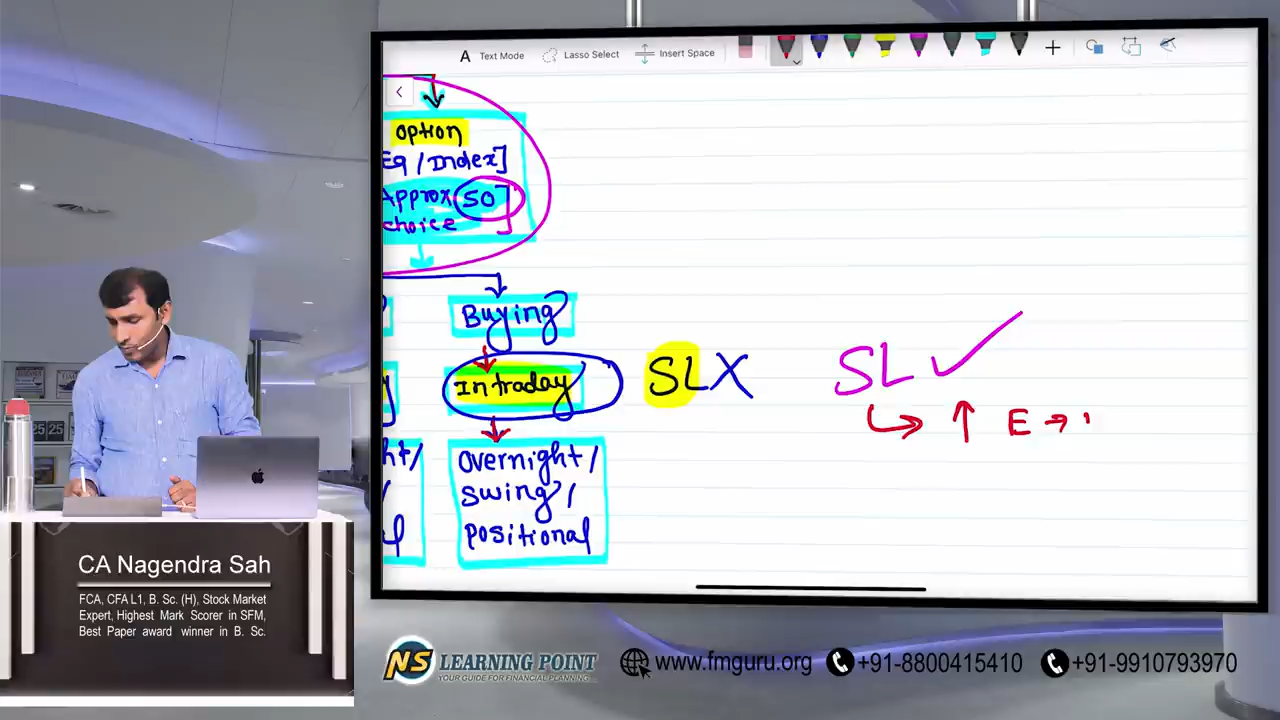 A Text Mode
Lasso Select
Insert Space
option
Eq/Index]
Approx 50
choice ]
Buying
Intraday
SL X
SL ✓
↳ ↑ E →
ht/
Overnight/
Swing/
Positional
CA Nagendra Sah
FCA, CFA L1, B. Sc. (H), Stock Market
Expert, Highest Mark Scorer in SFM,
Best Paper award winner in B. Sc.
NS LEARNING POINT
YOUR GUIDE FOR FINANCIAL PLANNING...
www.fmguru.org
+91-8800415410
+91-9910793970